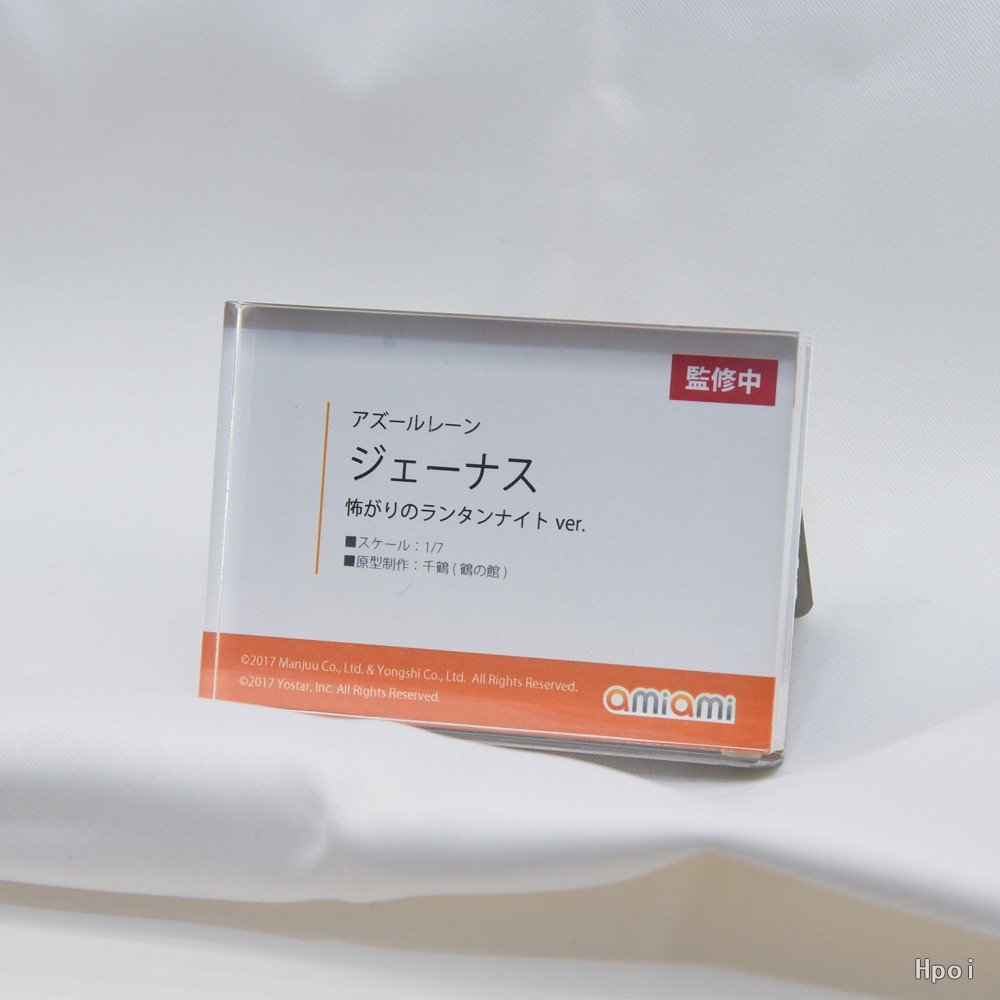 監修中
アズールレーン
ジェーナス
怖がりのランタンナイト ver.
■スケール：1/7
■原型制作：千鶴 ( 鶴の館 )
©2017 Manjuu Co., Ltd. & Yongshi Co., Ltd. All Rights Reserved.
©2017 Yostar, Inc. All Rights Reserved.
amiami
Hpoi